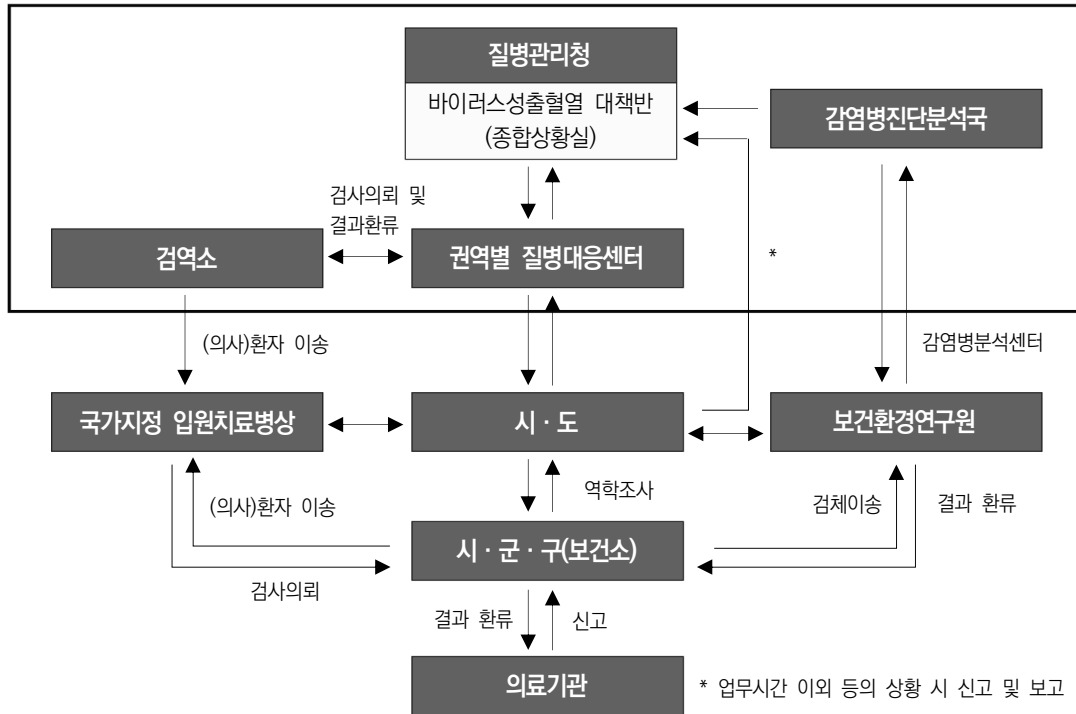 질병관리청
바이러스성출혈열 대책반
(종합상황실)
감염병진단분석국
검사의뢰 및
결과환류
검역소
권역별 질병대응센터
*
(의사)환자 이송
감염병분석센터
국가지정 입원치료병상
시 · 도
보건환경연구원
(의사)환자 이송
역학조사
검체이송
결과 환류
시 · 군 · 구(보건소)
검사의뢰
결과 환류
신고
의료기관
* 업무시간 이외 등의 상황 시 신고 및 보고